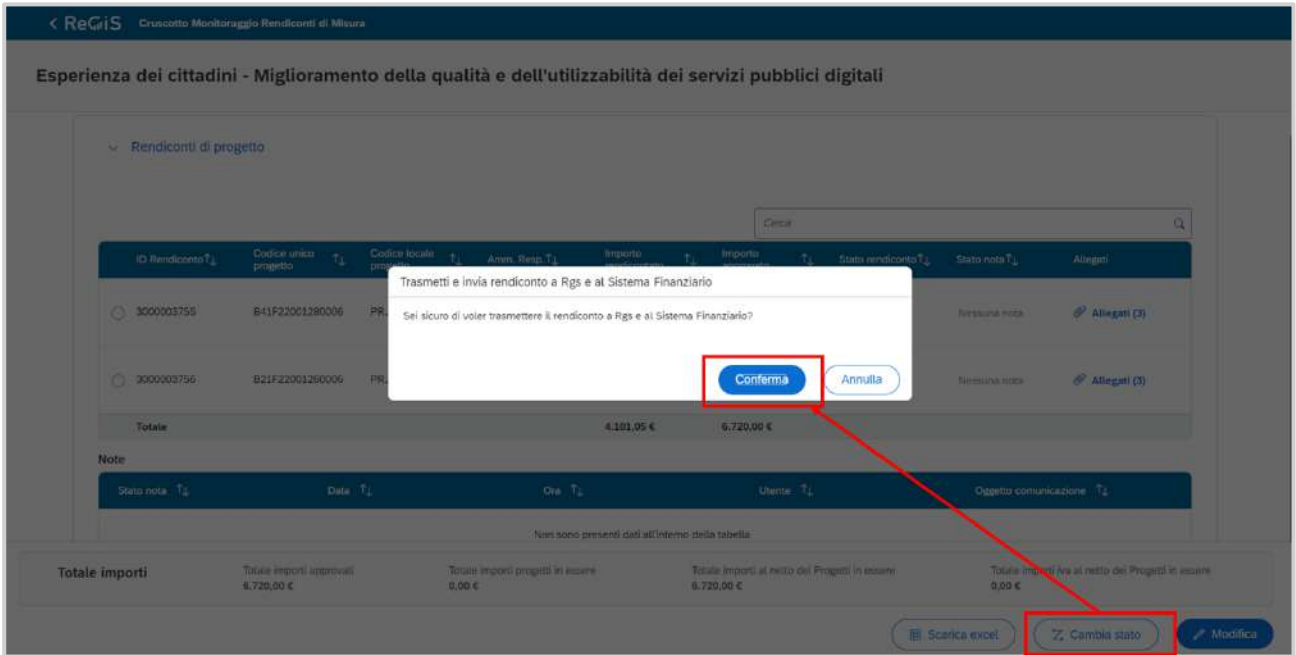 ReGiS Cruscotto Monitoraggio Rendiconti di Misura
Esperienza dei cittadini - Miglioramento della qualità e dell'utilizzabilità dei servizi pubblici digitali
Rendiconti di progetto
Cerca
ID Rendiconto Codice unico progetto Codice locale progetto Amm. Resp. Importo rendicontato Importo approvato Stato rendiconto Stato nota Allegati
Trasmetti e invia rendiconto a Rgs e al Sistema Finanziario
3000003755 B41F22001280006 PR. Sei sicuro di voler trasmettere il rendiconto a Rgs e al Sistema Finanziario? Nessuna nota Allegati (3)
Conferma Annulla
3000003756 B21F22001260006 PR. Nessuna nota Allegati (3)
Totale 4.101,05 € 6.720,00 €
Note
Stato nota Data Ora Utente Oggetto comunicazione
Non sono presenti dati all'interno della tabella
Totale importi Totale importi approvati Totale importi progetti in essere Totale importi al netto dei Progetti in essere Totale importi iva al netto dei Progetti in essere
6.720,00 € 0,00 € 6.720,00 € 0,00 €
Scarica excel Cambia stato Modifica